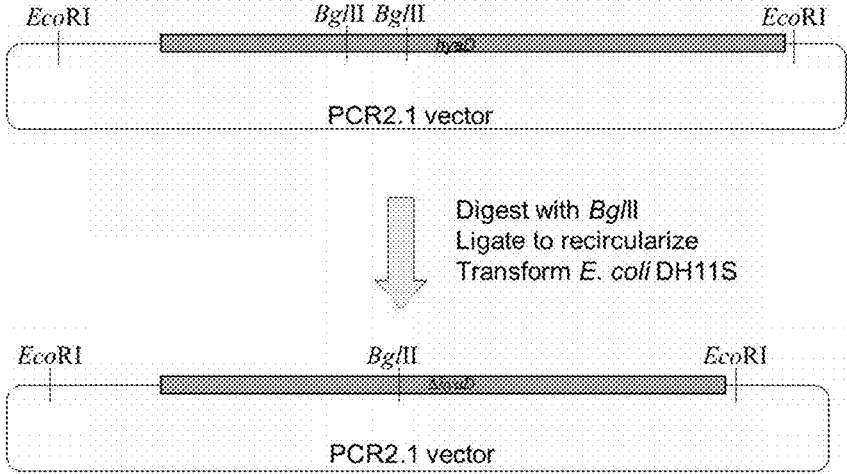 EcoRI BglII BglII EcoRI
hyaD
PCR2.1 vector
Digest with BglII
Ligate to recircularize
Transform E. coli DH11S
EcoRI BglII EcoRI
PCR2.1 vector